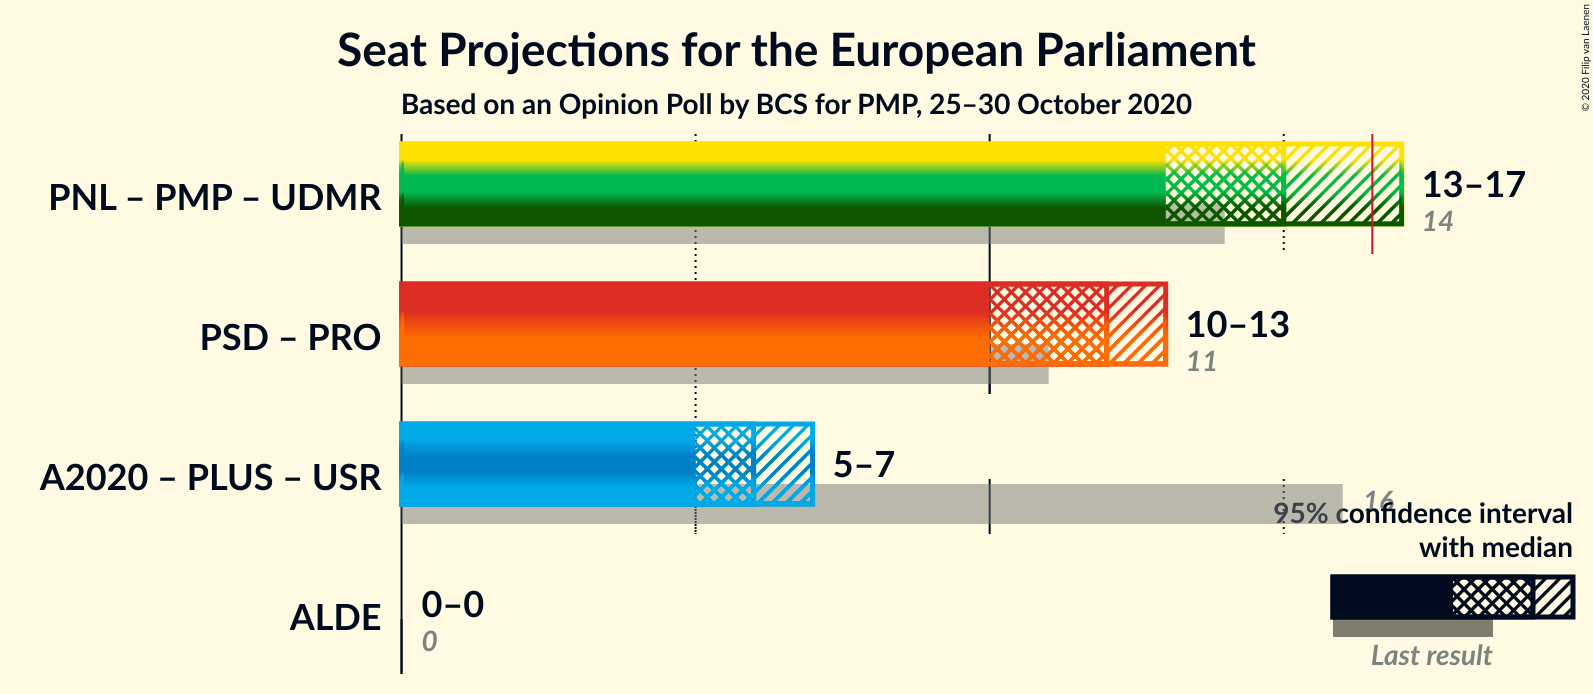 Seat Projections for the European Parliament
Based on an Opinion Poll by BCS for PMP, 25–30 October 2020
© 2020 Filip van Laenen
PNL – PMP – UDMR
13–17
14
PSD – PRO
10–13
11
A2020 – PLUS – USR
5–7
16
ALDE
0–0
0
95% confidence interval
with median
Last result